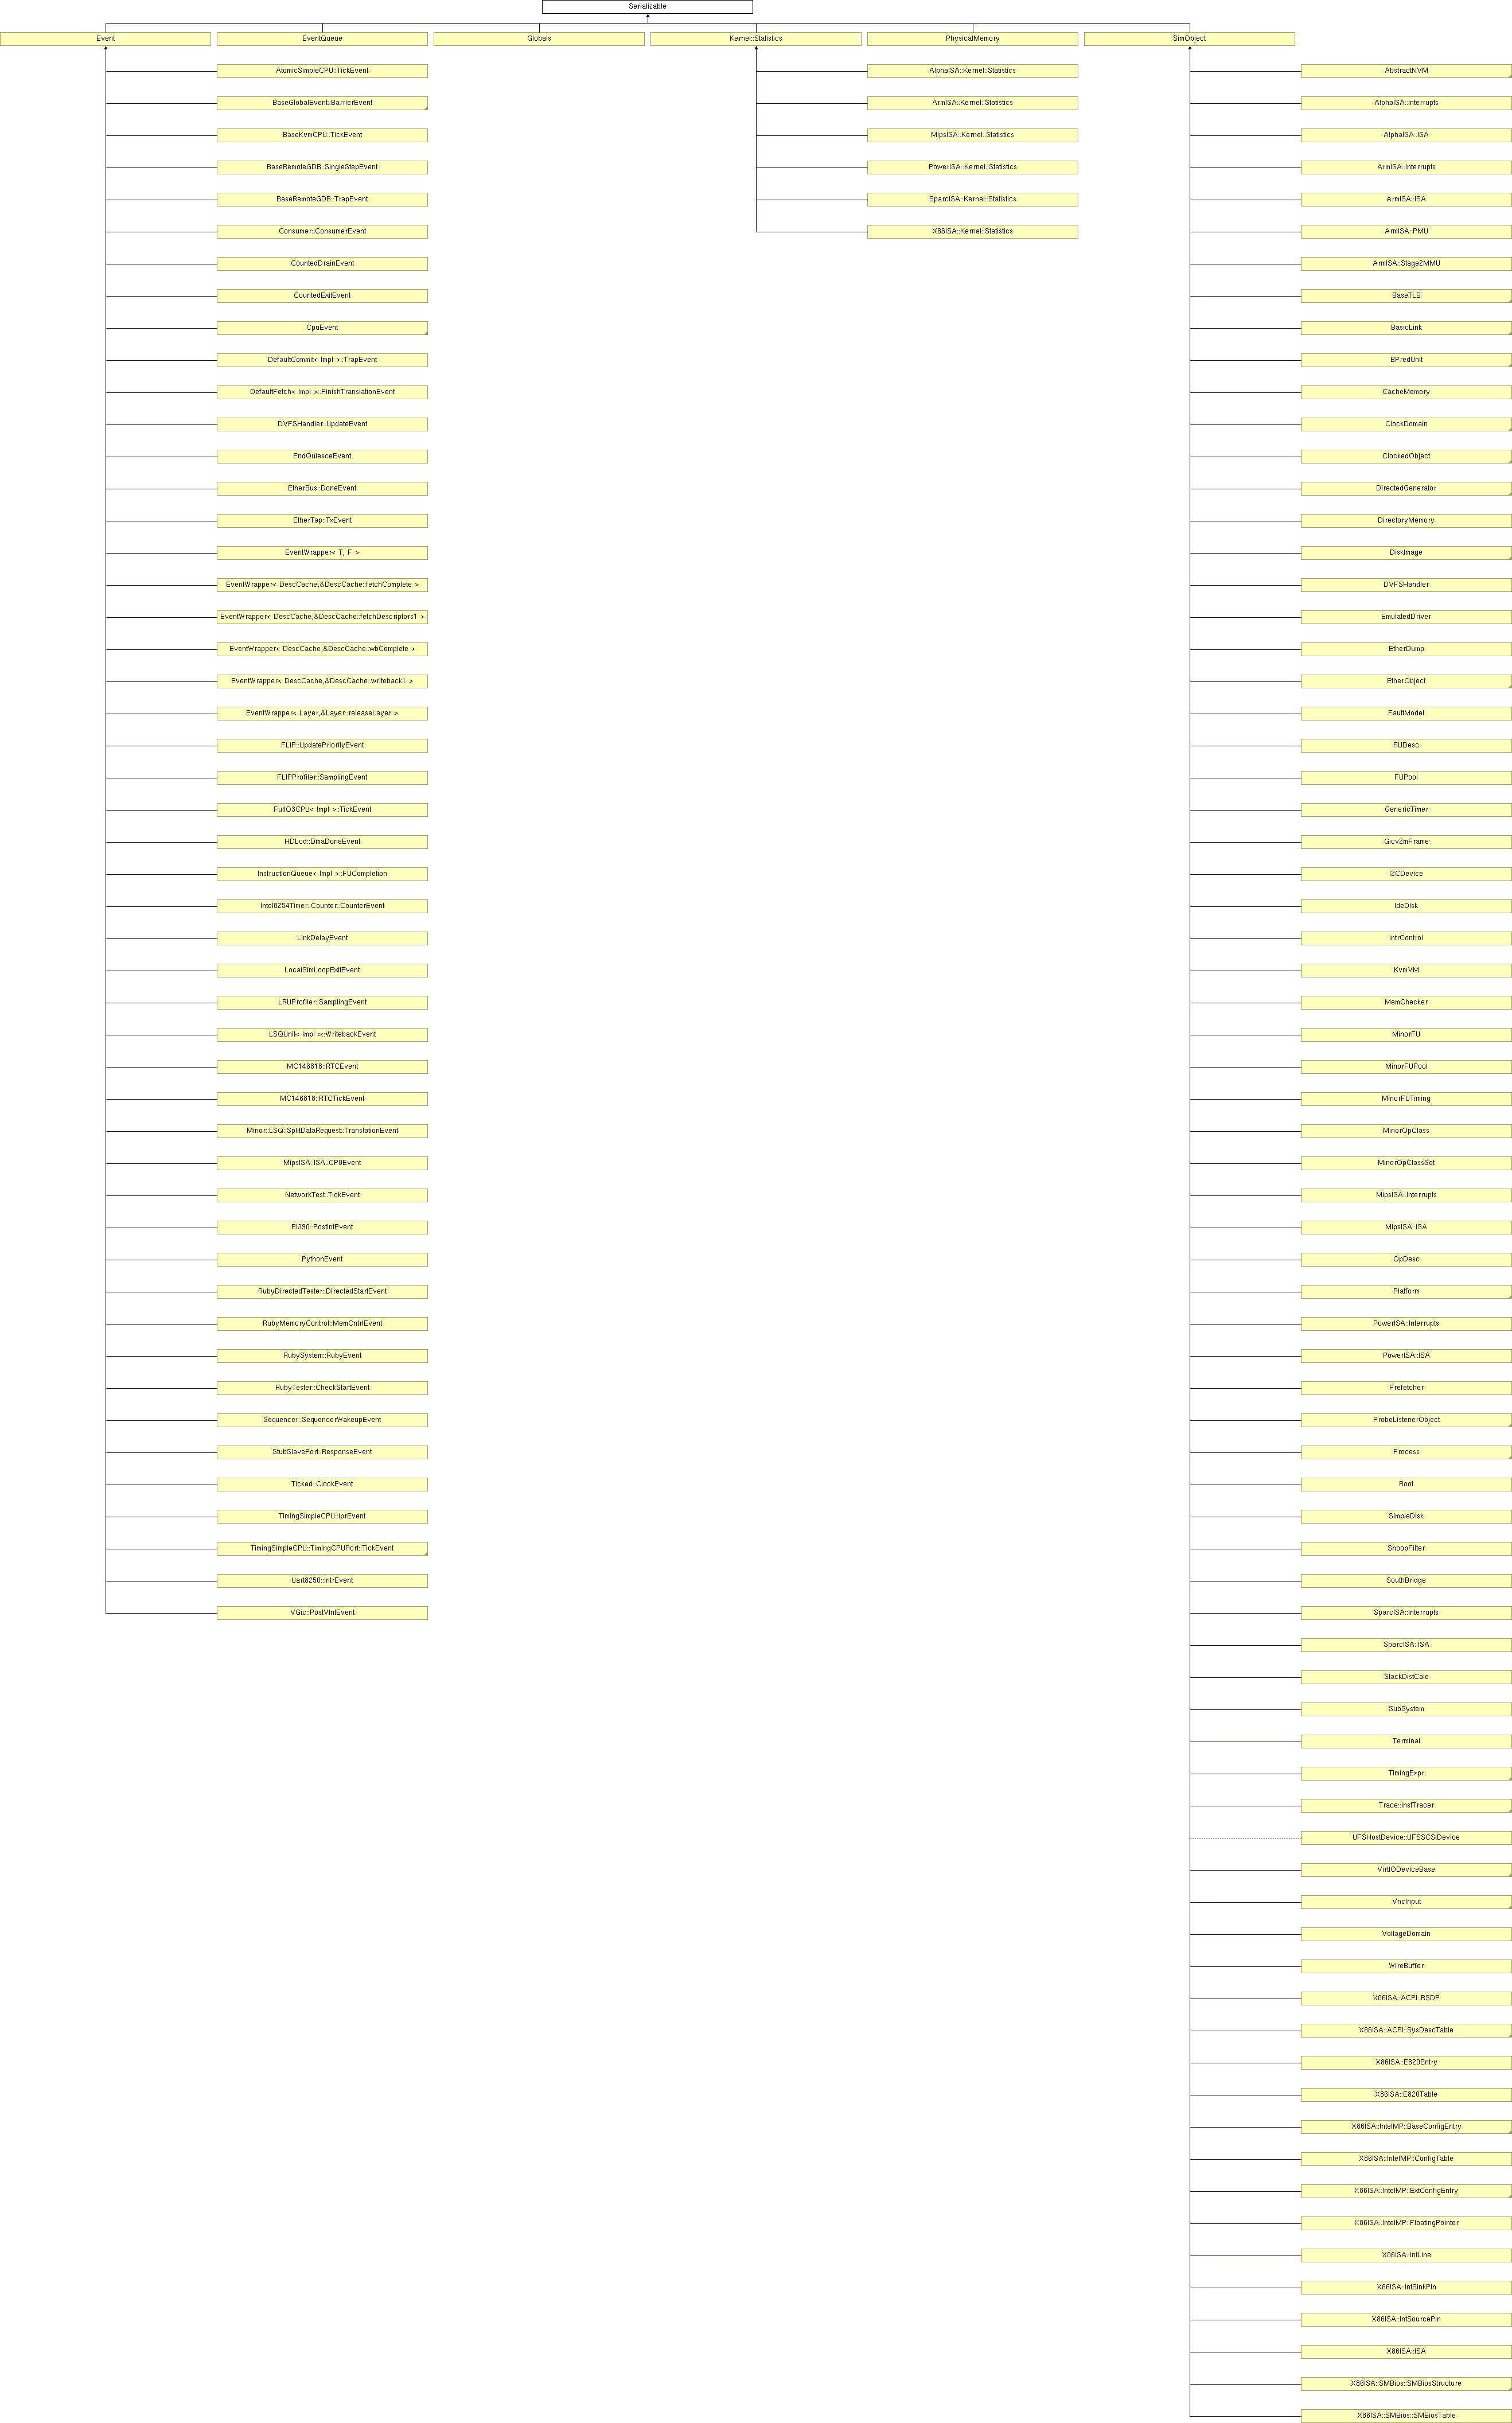 Serializable
Event
EventQueue
Globals
Kernel::Statistics
PhysicalMemory
SimObject
AtomicSimpleCPU::TickEvent
BaseGlobalEvent::BarrierEvent
BaseKvmCPU::TickEvent
BaseRemoteGDB::SingleStepEvent
BaseRemoteGDB::TrapEvent
Consumer::ConsumerEvent
CountedDrainEvent
CountedExitEvent
CpuEvent
DefaultCommit< Impl >::TrapEvent
DefaultFetch< Impl >::FinishTranslationEvent
DVFSHandler::UpdateEvent
EndQuiesceEvent
EtherBus::DoneEvent
EtherTap::TxEvent
EventWrapper< T, F >
EventWrapper< DescCache,&DescCache::fetchComplete >
EventWrapper< DescCache,&DescCache::fetchDescriptors1 >
EventWrapper< DescCache,&DescCache::wbComplete >
EventWrapper< DescCache,&DescCache::writeback1 >
EventWrapper< Layer,&Layer::releaseLayer >
FLIP::UpdatePriorityEvent
FLIPProfiler::SamplingEvent
FullO3CPU< Impl >::TickEvent
HDLcd::DmaDoneEvent
InstructionQueue< Impl >::FUCompletion
Intel8254Timer::Counter::CounterEvent
LinkDelayEvent
LocalSimLoopExitEvent
LRUProfiler::SamplingEvent
LSQUnit< Impl >::WritebackEvent
MC146818::RTCEvent
MC146818::RTCTickEvent
Minor::LSQ::SplitDataRequest::TranslationEvent
MipsISA::ISA::CP0Event
NetworkTest::TickEvent
Pl390::PostIntEvent
PythonEvent
RubyDirectedTester::DirectedStartEvent
RubyMemoryControl::MemCntrlEvent
RubySystem::RubyEvent
RubyTester::CheckStartEvent
Sequencer::SequencerWakeupEvent
StubSlavePort::ResponseEvent
Ticked::ClockEvent
TimingSimpleCPU::IprEvent
TimingSimpleCPU::TimingCPUPort::TickEvent
Uart8250::IntrEvent
VGic::PostVIntEvent
AlphaISA::Kernel::Statistics
ArmISA::Kernel::Statistics
MipsISA::Kernel::Statistics
PowerISA::Kernel::Statistics
SparcISA::Kernel::Statistics
X86ISA::Kernel::Statistics
AbstractNVM
AlphaISA::Interrupts
AlphaISA::ISA
ArmISA::Interrupts
ArmISA::ISA
ArmISA::PMU
ArmISA::Stage2MMU
BaseTLB
BasicLink
BPredUnit
CacheMemory
ClockDomain
ClockedObject
DirectedGenerator
DirectoryMemory
DiskImage
DVFSHandler
EmulatedDriver
EtherDump
EtherObject
FaultModel
FUDesc
FUPool
GenericTimer
Gicv2mFrame
I2CDevice
IdeDisk
IntrControl
KvmVM
MemChecker
MinorFU
MinorFUPool
MinorFUTiming
MinorOpClass
MinorOpClassSet
MipsISA::Interrupts
MipsISA::ISA
OpDesc
Platform
PowerISA::Interrupts
PowerISA::ISA
Prefetcher
ProbeListenerObject
Process
Root
SimpleDisk
SnoopFilter
SouthBridge
SparcISA::Interrupts
SparcISA::ISA
StackDistCalc
SubSystem
Terminal
TimingExpr
Trace::InstTracer
UFSHostDevice::UFSSCSIDevice
VirtIODeviceBase
VncInput
VoltageDomain
WireBuffer
X86ISA::ACPI::RSDP
X86ISA::ACPI::SysDescTable
X86ISA::E820Entry
X86ISA::E820Table
X86ISA::IntelMP::BaseConfigEntry
X86ISA::IntelMP::ConfigTable
X86ISA::IntelMP::ExtConfigEntry
X86ISA::IntelMP::FloatingPointer
X86ISA::IntLine
X86ISA::IntSinkPin
X86ISA::IntSourcePin
X86ISA::ISA
X86ISA::SMBios::SMBiosStructure
X86ISA::SMBios::SMBiosTable